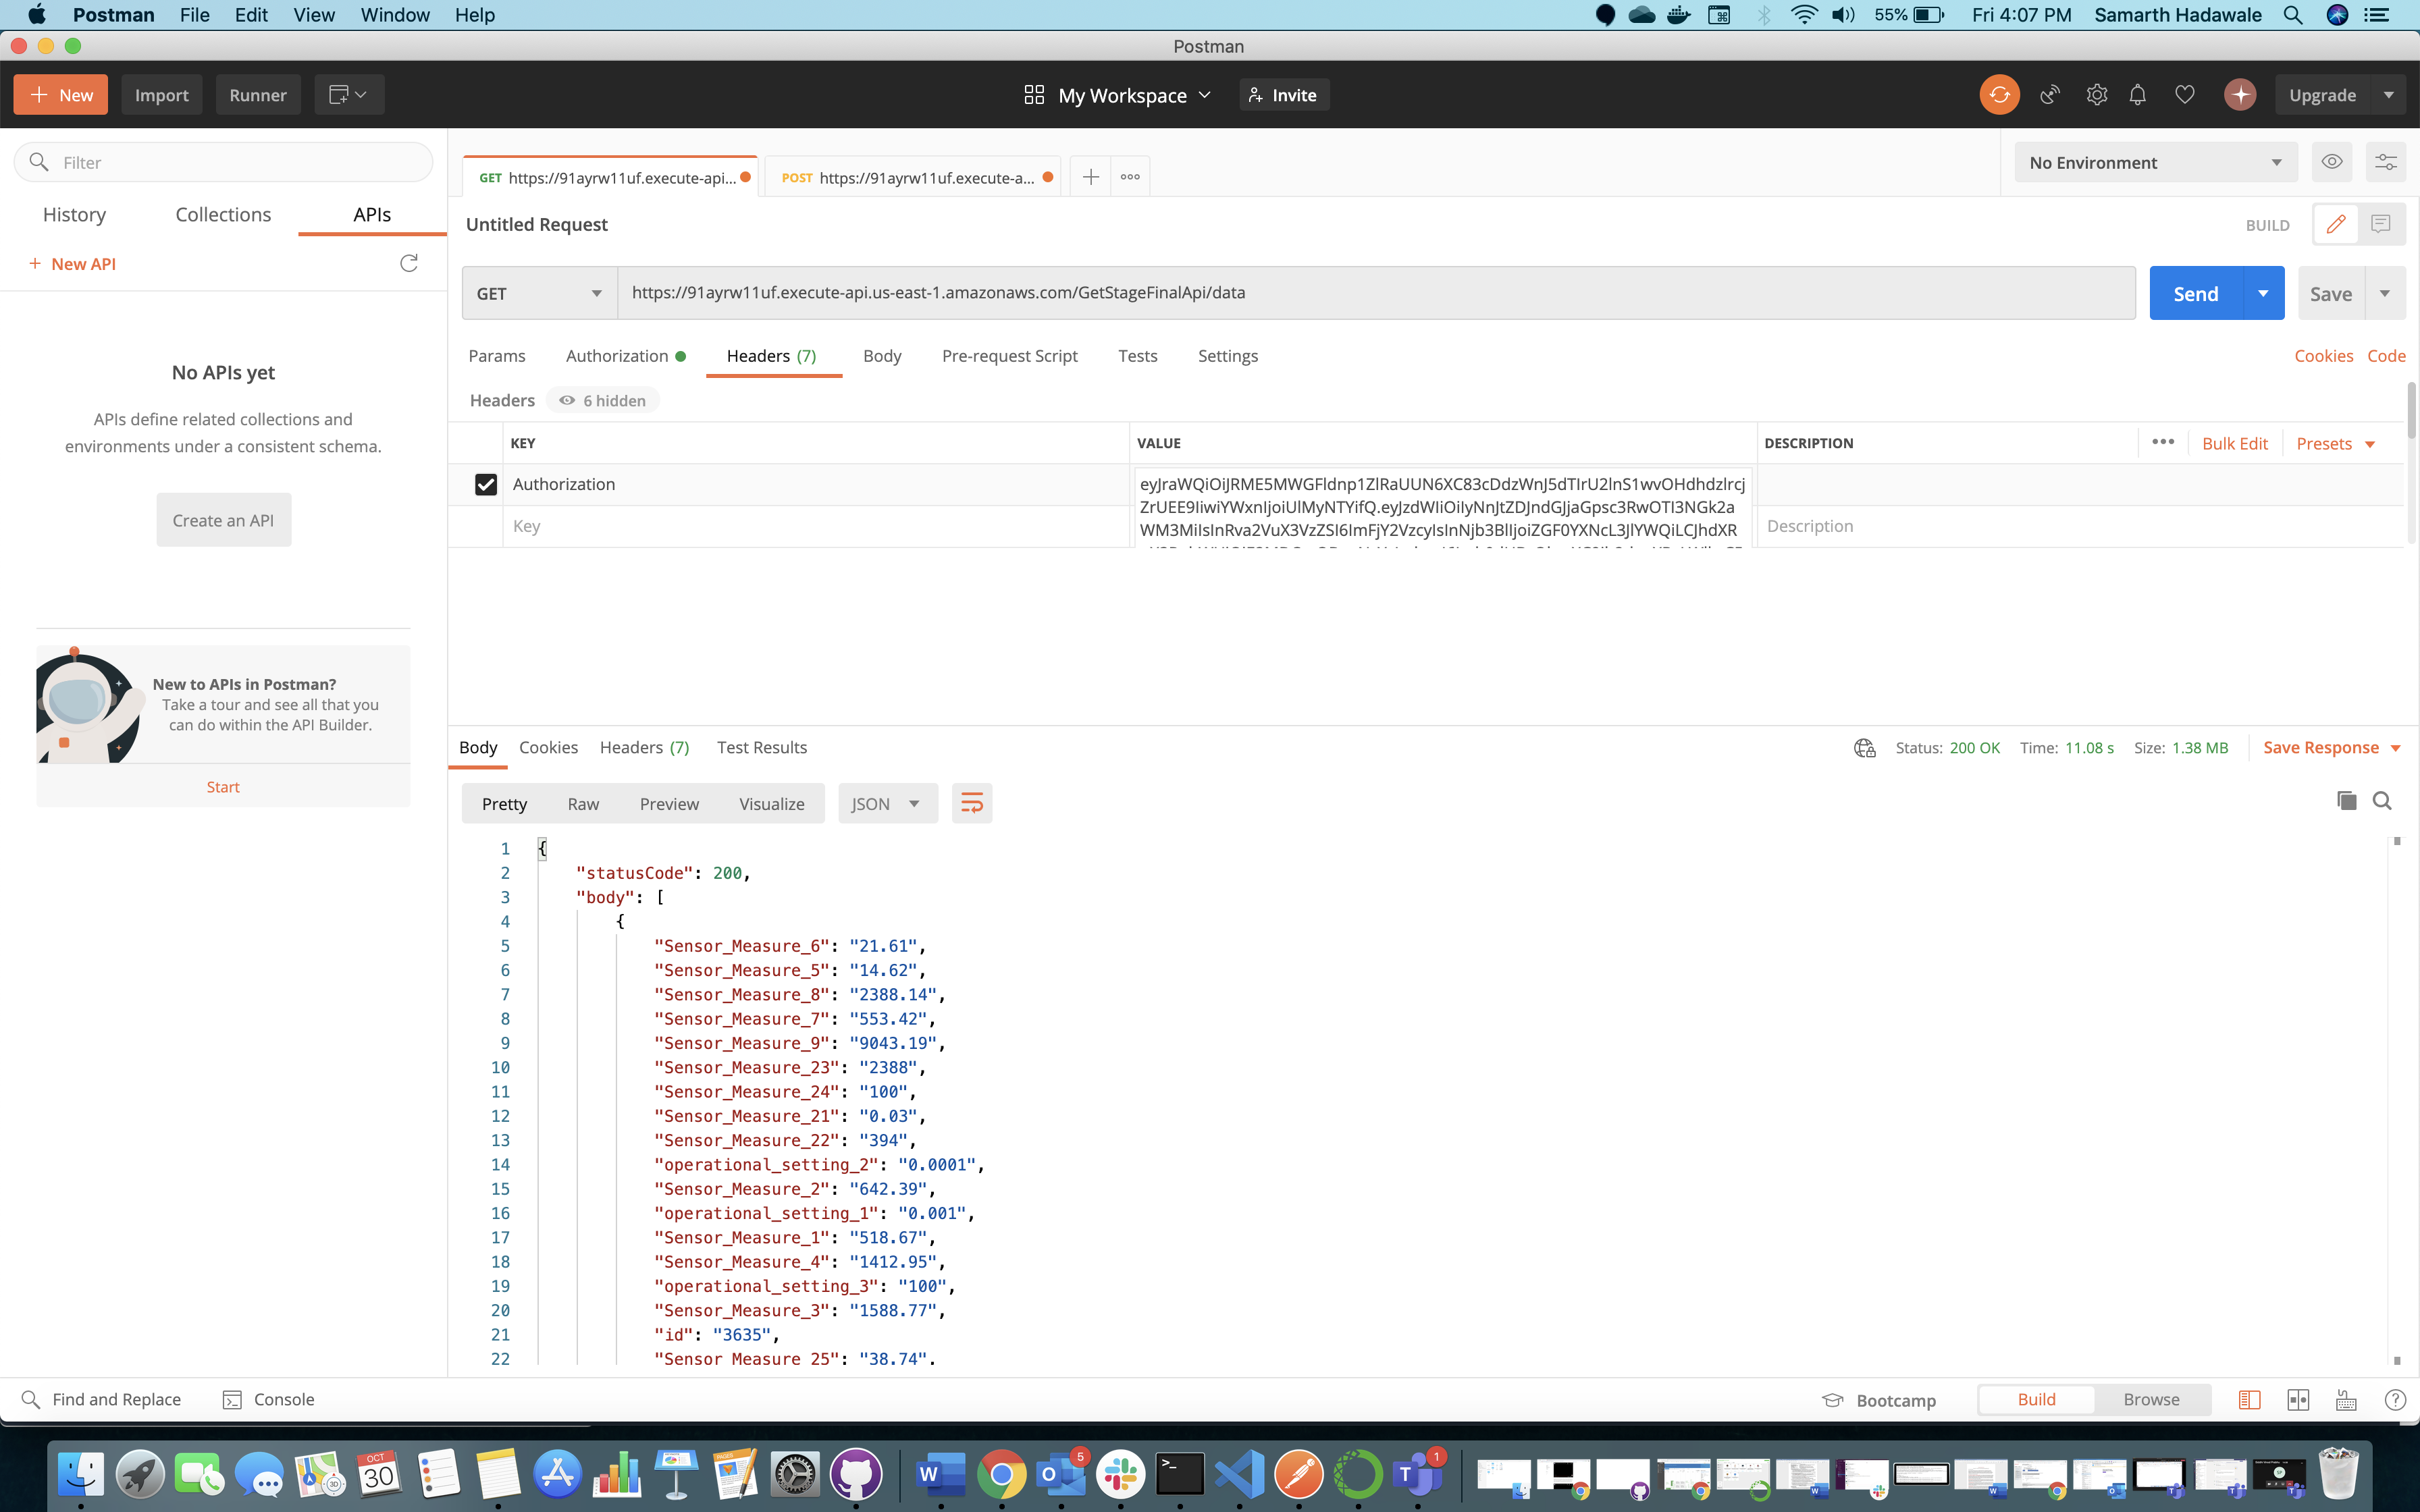 Postman File Edit View Window Help
55% Fri 4:07 PM Samarth Hadawale
Postman
New Import Runner
My Workspace Invite
Upgrade
Filter
History Collections APIs
+ New API
No APIs yet
APIs define related collections and
environments under a consistent schema.
Create an API
New to APIs in Postman?
Take a tour and see all that you
can do within the API Builder.
Start
GET https://91ayrw11uf.execute-api...
POST https://91ayrw11uf.execute-a...
No Environment
Untitled Request
BUILD
GET https://91ayrw11uf.execute-api.us-east-1.amazonaws.com/GetStageFinalApi/data
Send Save
Params Authorization Headers (7) Body Pre-request Script Tests Settings
Cookies Code
Headers 6 hidden
KEY VALUE DESCRIPTION
Bulk Edit Presets
Authorization
Key
Description
Body Cookies Headers (7) Test Results
Status: 200 OK Time: 11.08 s Size: 1.38 MB Save Response
Pretty Raw Preview Visualize JSON
1 {
2 "statusCode": 200,
3 "body": [
4 {
5 "Sensor_Measure_6": "21.61",
6 "Sensor_Measure_5": "14.62",
7 "Sensor_Measure_8": "2388.14",
8 "Sensor_Measure_7": "553.42",
9 "Sensor_Measure_9": "9043.19",
10 "Sensor_Measure_23": "2388",
11 "Sensor_Measure_24": "100",
12 "Sensor_Measure_21": "0.03",
13 "Sensor_Measure_22": "394",
14 "operational_setting_2": "0.0001",
15 "Sensor_Measure_2": "642.39",
16 "operational_setting_1": "0.001",
17 "Sensor_Measure_1": "518.67",
18 "Sensor_Measure_4": "1412.95",
19 "operational_setting_3": "100",
20 "Sensor_Measure_3": "1588.77",
21 "id": "3635",
22 "Sensor_Measure_25": "38.74",
Find and Replace Console
Bootcamp Build Browse
OCT
30
5
1